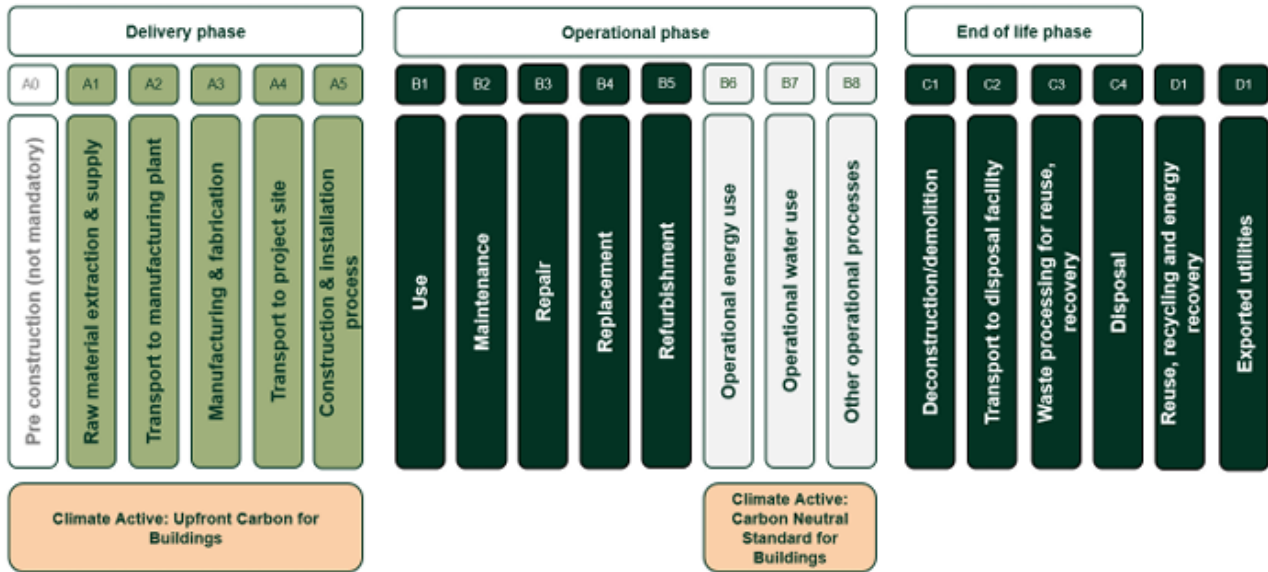 Delivery phase
Operational phase
End of life phase
A0
A1
A2
A3
A4
A5
B1
B2
B3
B4
B5
B6
B7
B8
C1
C2
C3
C4
D1
D1
Pre construction (not mandatory)
Raw material extraction & supply
Transport to manufacturing plant
Manufacturing & fabrication
Transport to project site
Construction & installation
process
Use
Maintenance
Repair
Replacement
Refurbishment
Operational energy use
Operational water use
Other operational processes
Deconstruction/demolition
Transport to disposal facility
Waste processing for reuse,
recovery
Disposal
Reuse, recycling and energy
recovery
Exported utilities
Climate Active: Upfront Carbon for
Buildings
Climate Active:
Carbon Neutral
Standard for
Buildings